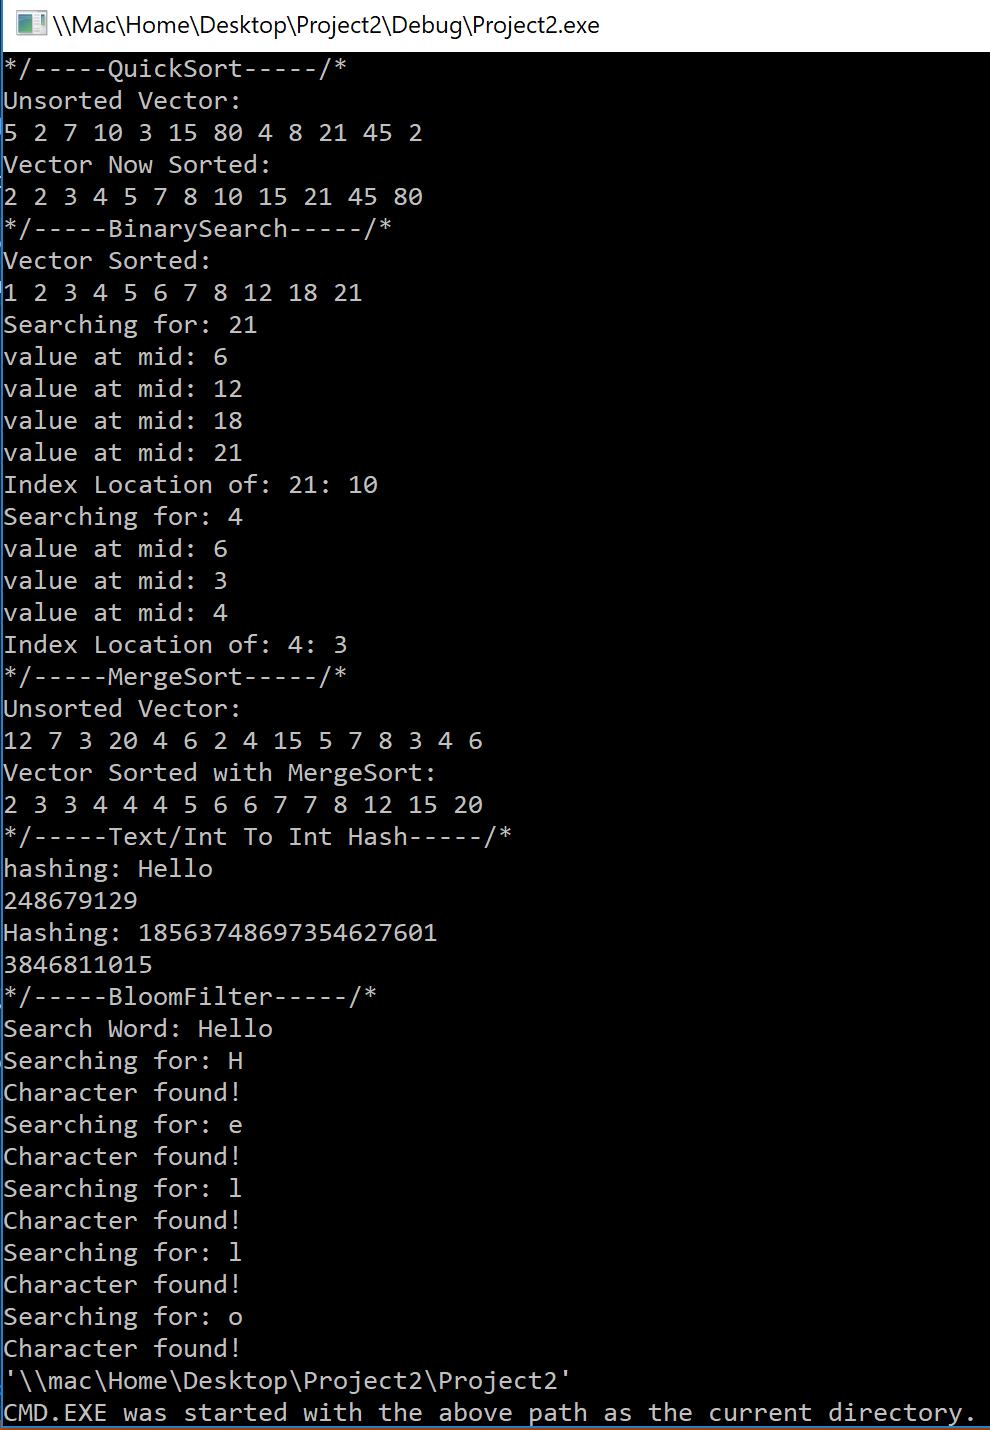 \\Mac\Home\Desktop\Project2\Debug\Project2.exe
*/-----QuickSort-----/*
Unsorted Vector:
5 2 7 10 3 15 80 4 8 21 45 2
Vector Now Sorted:
2 2 3 4 5 7 8 10 15 21 45 80
*/-----BinarySearch-----/*
Vector Sorted:
1 2 3 4 5 6 7 8 12 18 21
Searching for: 21
value at mid: 6
value at mid: 12
value at mid: 18
value at mid: 21
Index Location of: 21: 10
Searching for: 4
value at mid: 6
value at mid: 3
value at mid: 4
Index Location of: 4: 3
*/-----MergeSort-----/*
Unsorted Vector:
12 7 3 20 4 6 2 4 15 5 7 8 3 4 6
Vector Sorted with MergeSort:
2 3 3 4 4 4 5 6 6 7 7 8 12 15 20
*/-----Text/Int To Int Hash-----/*
hashing: Hello
248679129
Hashing: 18563748697354627601
3846811015
*/-----BloomFilter-----/*
Search Word: Hello
Searching for: H
Character found!
Searching for: e
Character found!
Searching for: l
Character found!
Searching for: l
Character found!
Searching for: o
Character found!
'\\mac\Home\Desktop\Project2\Project2'
CMD.EXE was started with the above path as the current directory.